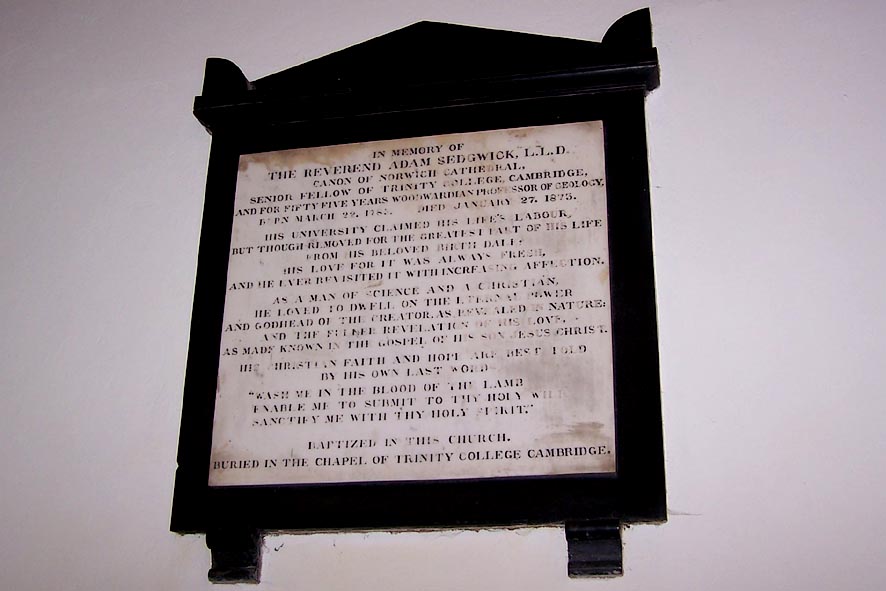 IN MEMORY OF
THE REVEREND ADAM SEDGWICK, L.L.D.
CANON OF NORWICH CATHEDRAL,
SENIOR FELLOW OF TRINITY COLLEGE, CAMBRIDGE,
AND FOR FIFTY FIVE YEARS WOODWARDIAN PROFESSOR OF GEOLOGY,
BORN MARCH 22. 1785. DIED JANUARY 27. 1873.
HIS UNIVERSITY CLAIMED HIS LIFE'S LABOUR,
BUT THOUGH REMOVED FOR THE GREATEST PART OF HIS LIFE
FROM HIS BELOVED BIRTH DALE;
HIS LOVE FOR IT WAS ALWAYS FRESH,
AND HE EVER REVISITED IT WITH INCREASING AFFECTION.
AS A MAN OF SCIENCE AND A CHRISTIAN,
HE LOVED TO DWELL ON THE ETERNAL POWER
AND GODHEAD OF THE CREATOR, AS REVEALED IN NATURE:
AND THE FULLER REVELATION OF HIS LOVE,
AS MADE KNOWN IN THE GOSPEL OF HIS SON JESUS CHRIST.
HIS CHRISTIAN FAITH AND HOPE ARE BEST TOLD
BY HIS OWN LAST WORDS
"WASH ME IN THE BLOOD OF THE LAMB
ENABLE ME TO SUBMIT TO THY HOLY WILL
SANCTIFY ME WITH THY HOLY SPIRIT."
BAPTIZED IN THIS CHURCH.
BURIED IN THE CHAPEL OF TRINITY COLLEGE CAMBRIDGE.